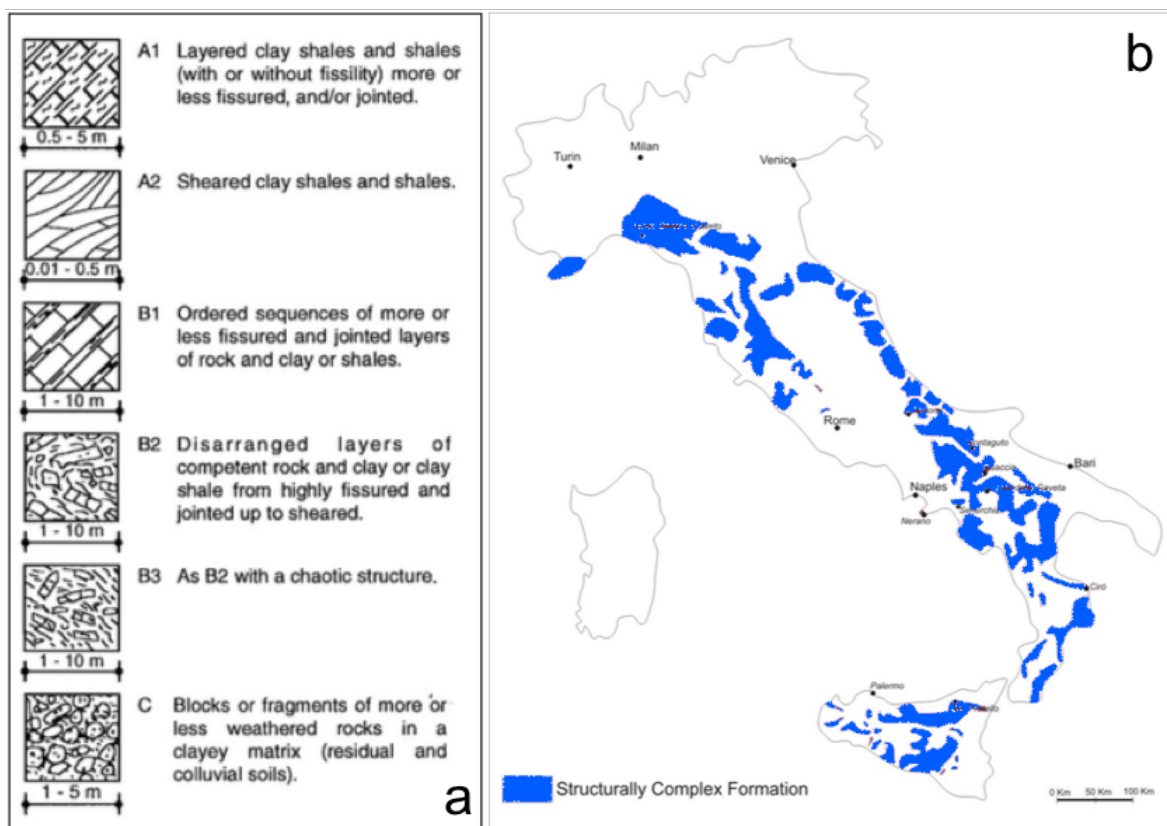 A1 Layered clay shales and shales
(with or without fissility) more or
less fissured, and/or jointed.
0.5 - 5 m
A2 Sheared clay shales and shales.
0.01 - 0.5 m
B1 Ordered sequences of more or
less fissured and jointed layers
of rock and clay or shales.
1 - 10 m
B2 Disarranged layers of
competent rock and clay or clay
shale from highly fissured and
jointed up to sheared.
1 - 10 m
B3 As B2 with a chaotic structure.
1 - 10 m
C Blocks or fragments of more or
less weathered rocks in a
clayey matrix (residual and
colluvial soils).
1 - 5 m
a
b
Turin
Milan
Venice
Rome
Bari
Naples
Nerano
Cirò
Palermo
Structurally Complex Formation
0 Km 50 Km 100 Km